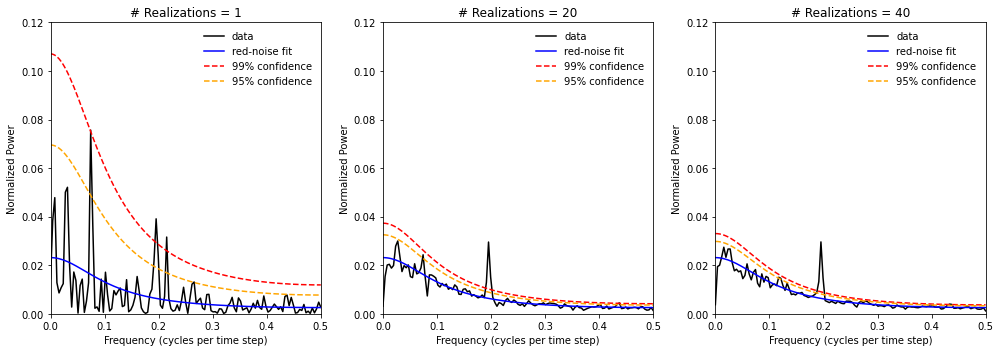 # Realizations = 1
0.12
0.10
0.08
0.06
0.04
0.02
0.00
Normalized Power
data
red-noise fit
99% confidence
95% confidence
0.0
0.1
0.2
0.3
0.4
0.5
Frequency (cycles per time step)
# Realizations = 20
0.12
0.10
0.08
0.06
0.04
0.02
0.00
Normalized Power
data
red-noise fit
99% confidence
95% confidence
0.0
0.1
0.2
0.3
0.4
0.5
Frequency (cycles per time step)
# Realizations = 40
0.12
0.10
0.08
0.06
0.04
0.02
0.00
Normalized Power
data
red-noise fit
99% confidence
95% confidence
0.0
0.1
0.2
0.3
0.4
0.5
Frequency (cycles per time step)